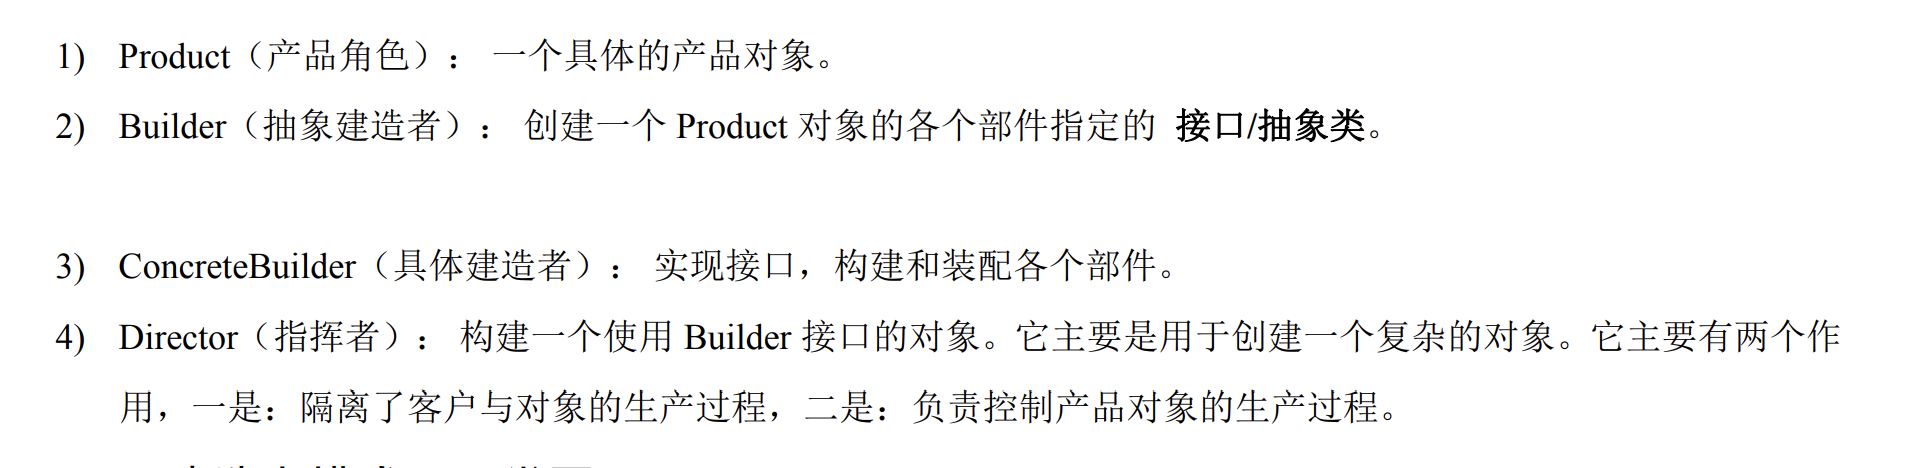 1) Product（产品角色）： 一个具体的产品对象。
2) Builder（抽象建造者）： 创建一个 Product 对象的各个部件指定的 接口/抽象类。
3) ConcreteBuilder（具体建造者）： 实现接口，构建和装配各个部件。
4) Director（指挥者）： 构建一个使用 Builder 接口的对象。它主要是用于创建一个复杂的对象。它主要有两个作
用，一是：隔离了客户与对象的生产过程，二是：负责控制产品对象的生产过程。